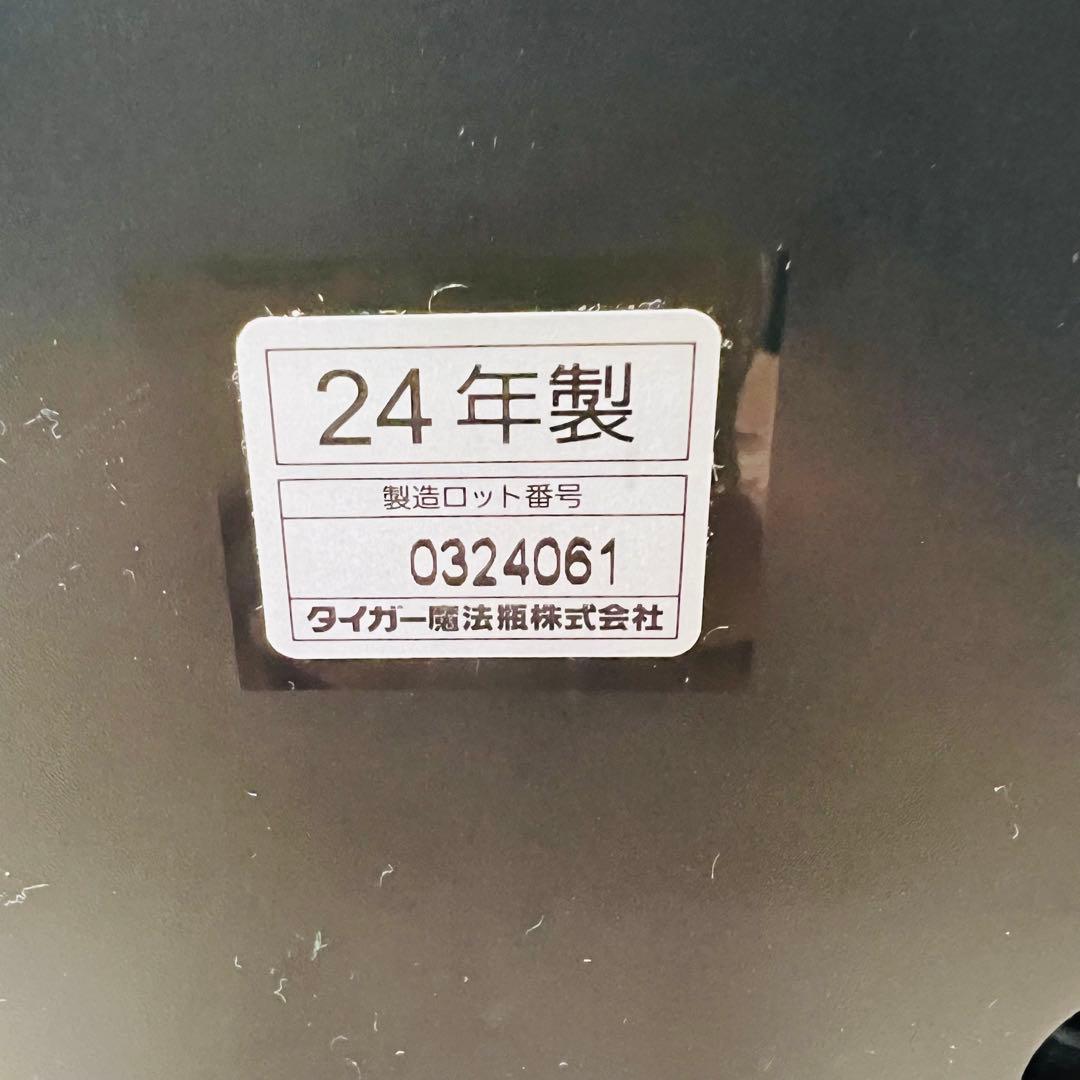 24年製
製造ロット番号
0324061
タイガー魔法瓶株式会社